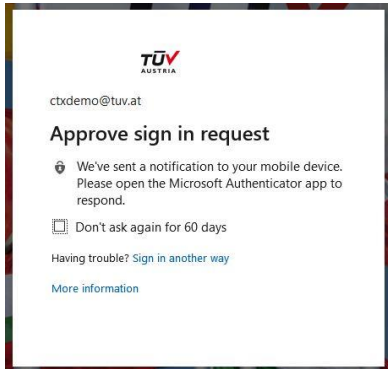 TÜV
AUSTRIA
ctxdemo@tuv.at
Approve sign in request
We've sent a notification to your mobile device.
Please open the Microsoft Authenticator app to
respond.
Don't ask again for 60 days
Having trouble? Sign in another way
More information